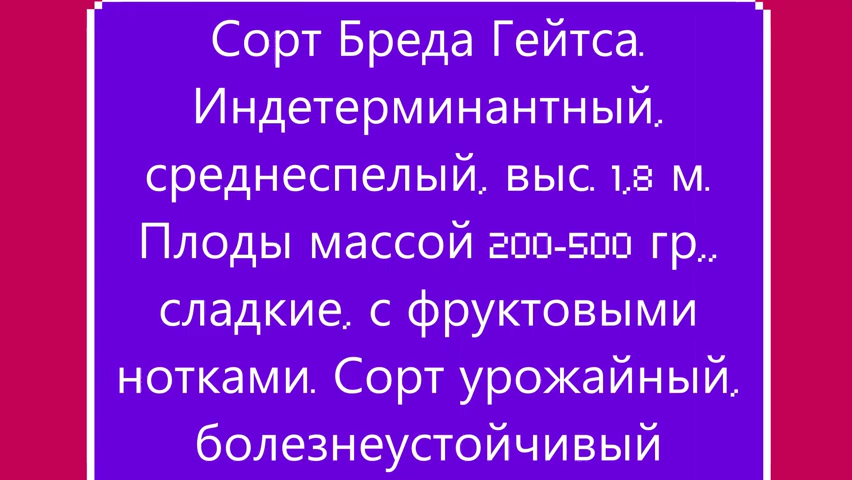 Сорт Бреда Гейтса.
Индетерминантный,
среднеспелый, выс. 1,8 м.
Плоды массой 200-500 гр.,
сладкие, с фруктовыми
нотками. Сорт урожайный,
болезнеустойчивый